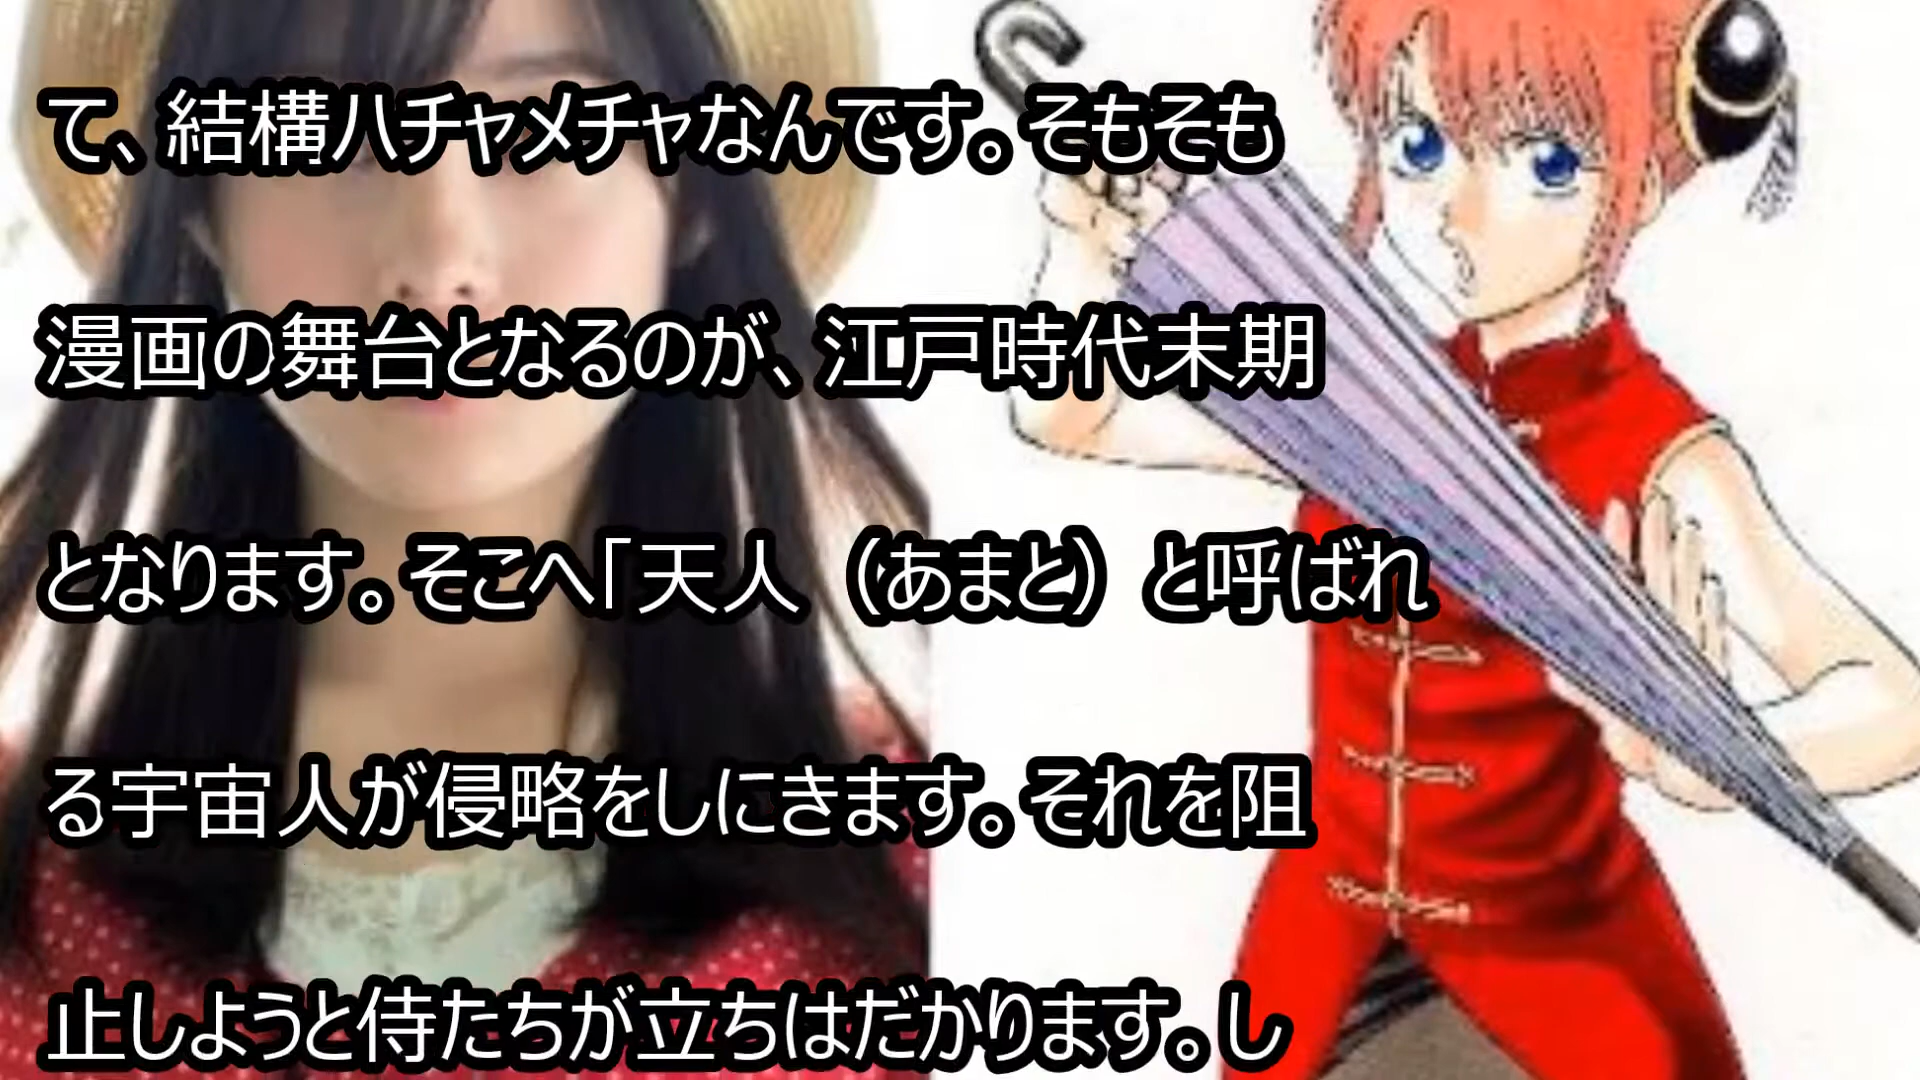 て、結構ハチャメチャなんです。そもそも
漫画の舞台となるのが、江戸時代末期
となります。そこへ「天人（あまと）と呼ばれ
る宇宙人が侵略をしにきます。それを阻
止しようと侍たちが立ちはだかります。し